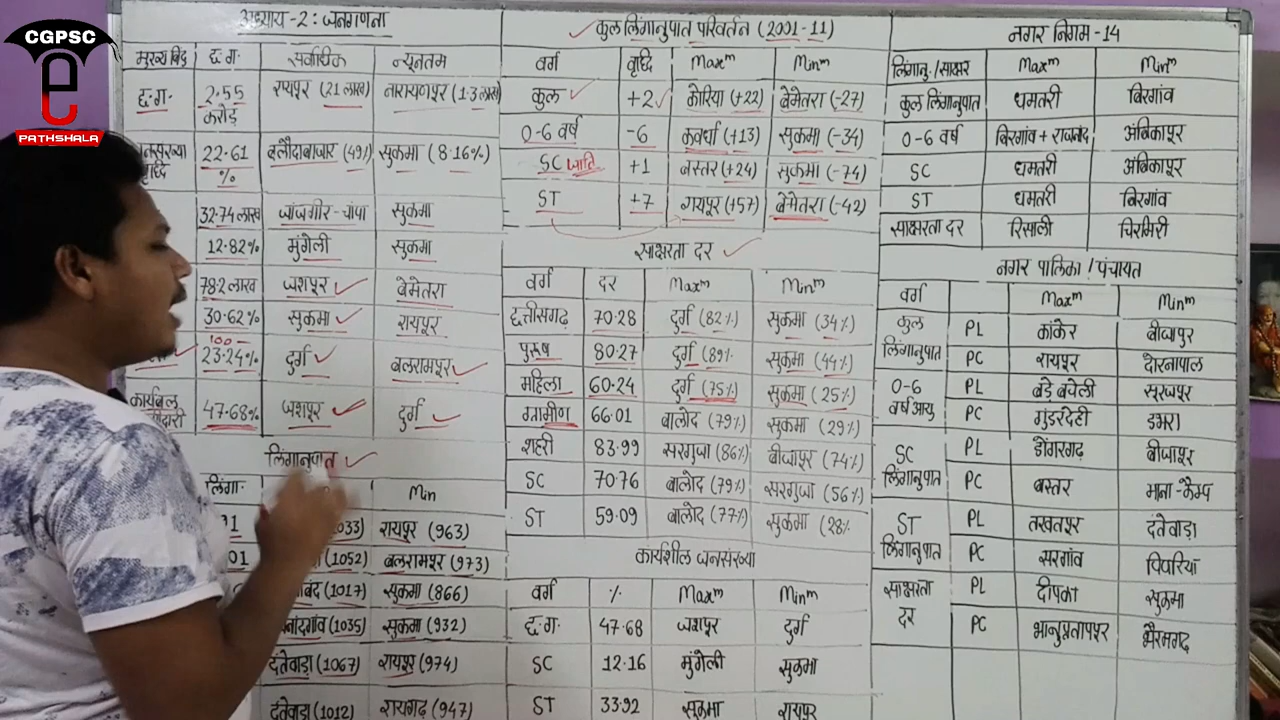 CGPSC
e
PATHSHALA
अध्याय-2: जनगणना
मुख्य बिंदु छ.ग. सर्वाधिक न्यूनतम
छ.ग. 2.55 करोड़ रायपुर (21 लाख) नारायणपुर (1.3 लाख)
जनसंख्या वृद्धि 22.61 % बलौदाबाजार (49%) सुकमा (8.16%)
32.74 लाख जांजगीर-चांपा सुकमा
12.82% मुंगेली सुकमा
78.2 लाख जशपुर बेमेतरा
30.62% सुकमा रायपुर
100-
23.24% दुर्ग बलरामपुर
कार्यबल 47.68% जशपुर दुर्ग
लिंगानुपात
लिंगा. Min
(1033) रायपुर (963)
01 (1052) बलरामपुर (973)
(1017) सुकमा (866)
(1035) सुकमा (932)
दंतेवाड़ा (1067) रायपुर (974)
दंतेवाड़ा (1012) रायगढ़ (947)
कुल लिंगानुपात परिवर्तन (2001-11)
वर्ग वृद्धि Maxᵐ Minᵐ
कुल +2 कोरिया (+22) बेमेतरा (-27)
0-6 वर्ष -6 कवर्धा (+13) सुकमा (-34)
SC जाति +1 बस्तर (+24) सुकमा (-74)
ST +7 रायपुर (+57) बेमेतरा (-42)
साक्षरता दर
वर्ग दर Maxᵐ Minᵐ
छत्तीसगढ़ 70.28 दुर्ग (82%) सुकमा (34%)
पुरुष 80.27 दुर्ग (89%. सुकमा (44%)
महिला 60.24 दुर्ग (75%) सुकमा (25%)
ग्रामीण 66.01 बालोद (79%) सुकमा (29%)
शहरी 83.99 सरगुजा (86%) बीजापुर (74%)
SC 70.76 बालोद (79%) सरगुजा (56%)
ST 59.09 बालोद (77%) सुकमा (28%
कार्यशील जनसंख्या
वर्ग % Maxᵐ Minᵐ
छ.ग. 47.68 जशपुर दुर्ग
SC 12.16 मुंगेली सुकमा
ST 33.92 सुकमा रायपुर
नगर निगम -14
लिंगानु./साक्षर Maxᵐ Minᵐ
कुल लिंगानुपात धमतरी बिरगांव
0-6 वर्ष बिरगांव + राजनांद अंबिकापुर
SC धमतरी अंबिकापुर
ST धमतरी बिरगांव
साक्षरता दर रिसाली चिरमिरी
नगर पालिका / पंचायत
वर्ग Maxᵐ Minᵐ
कुल लिंगानुपात PL कांकेर बीजापुर
PC रायपुर दोरनापाल
0-6 वर्ष आयु PL बड़े बचेली सूरजपुर
PC गुंडरदेही डभरा
SC लिंगानुपात PL डोंगरगढ़ बीजापुर
PC बस्तर माना-कैम्प
ST लिंगानुपात PL तखतपुर दंतेवाड़ा
PC सरगांव पिपरिया
साक्षरता दर PL दीपका सुकमा
PC भानुप्रतापपुर भैरमगढ़